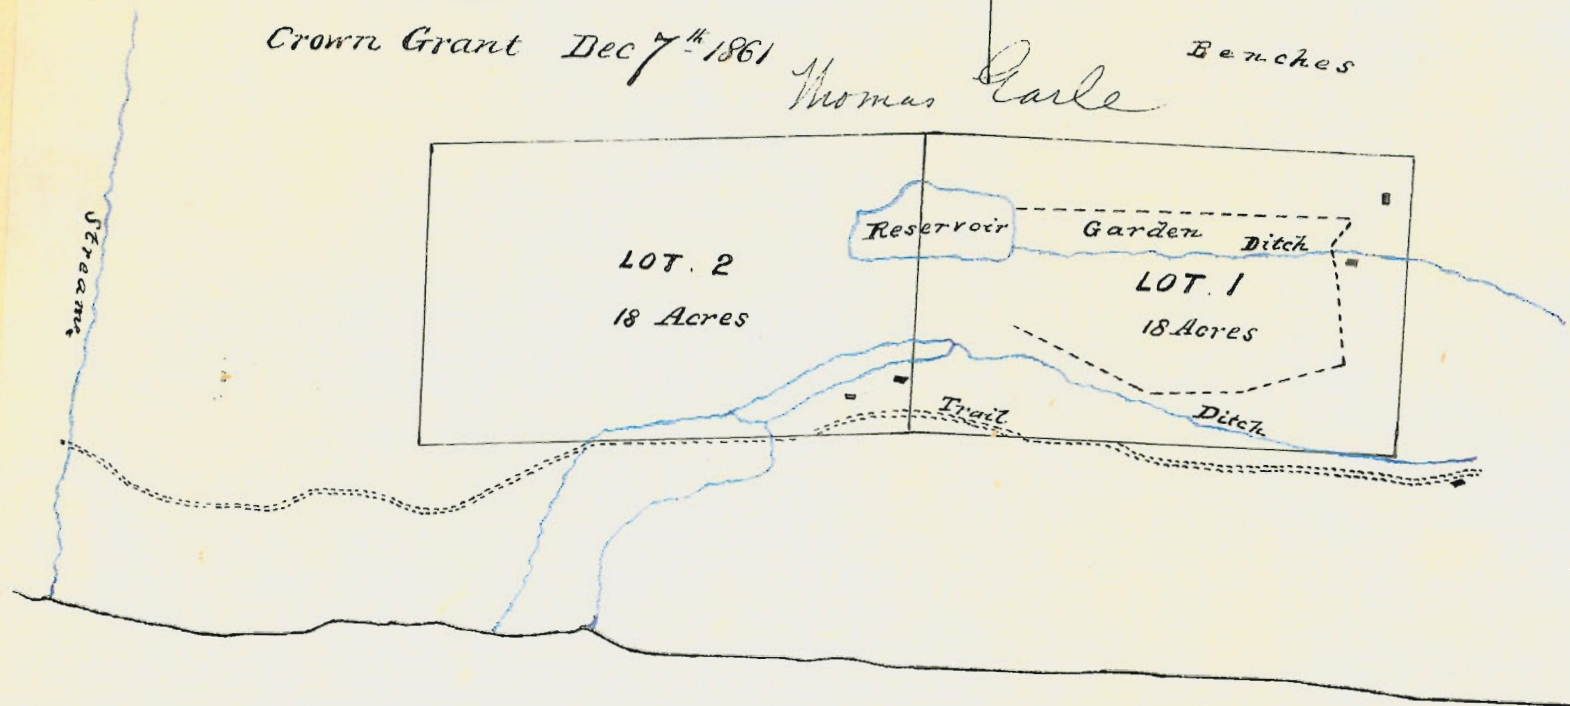 Crown Grant Dec 7th 1861
Benches
Thomas Earle
Stream
Reservoir
Garden
Ditch
LOT. 2
18 Acres
LOT. 1
18 Acres
Trail
Ditch